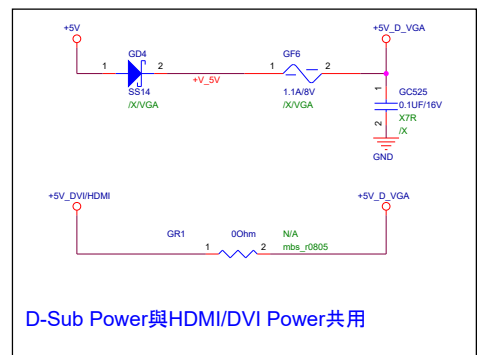 +5V
+5V_D_VGA
GD4
GF6
1
2
1
2
+V_5V
SS14
/X/VGA
1.1A/8V
/X/VGA
1
GC525
0.1UF/16V
2
X7R
/X
GND
+5V_DVI/HDMI
+5V_D_VGA
GR1
0Ohm
N/A
1
2
mbs_r0805
D-Sub Power與HDMI/DVI Power共用